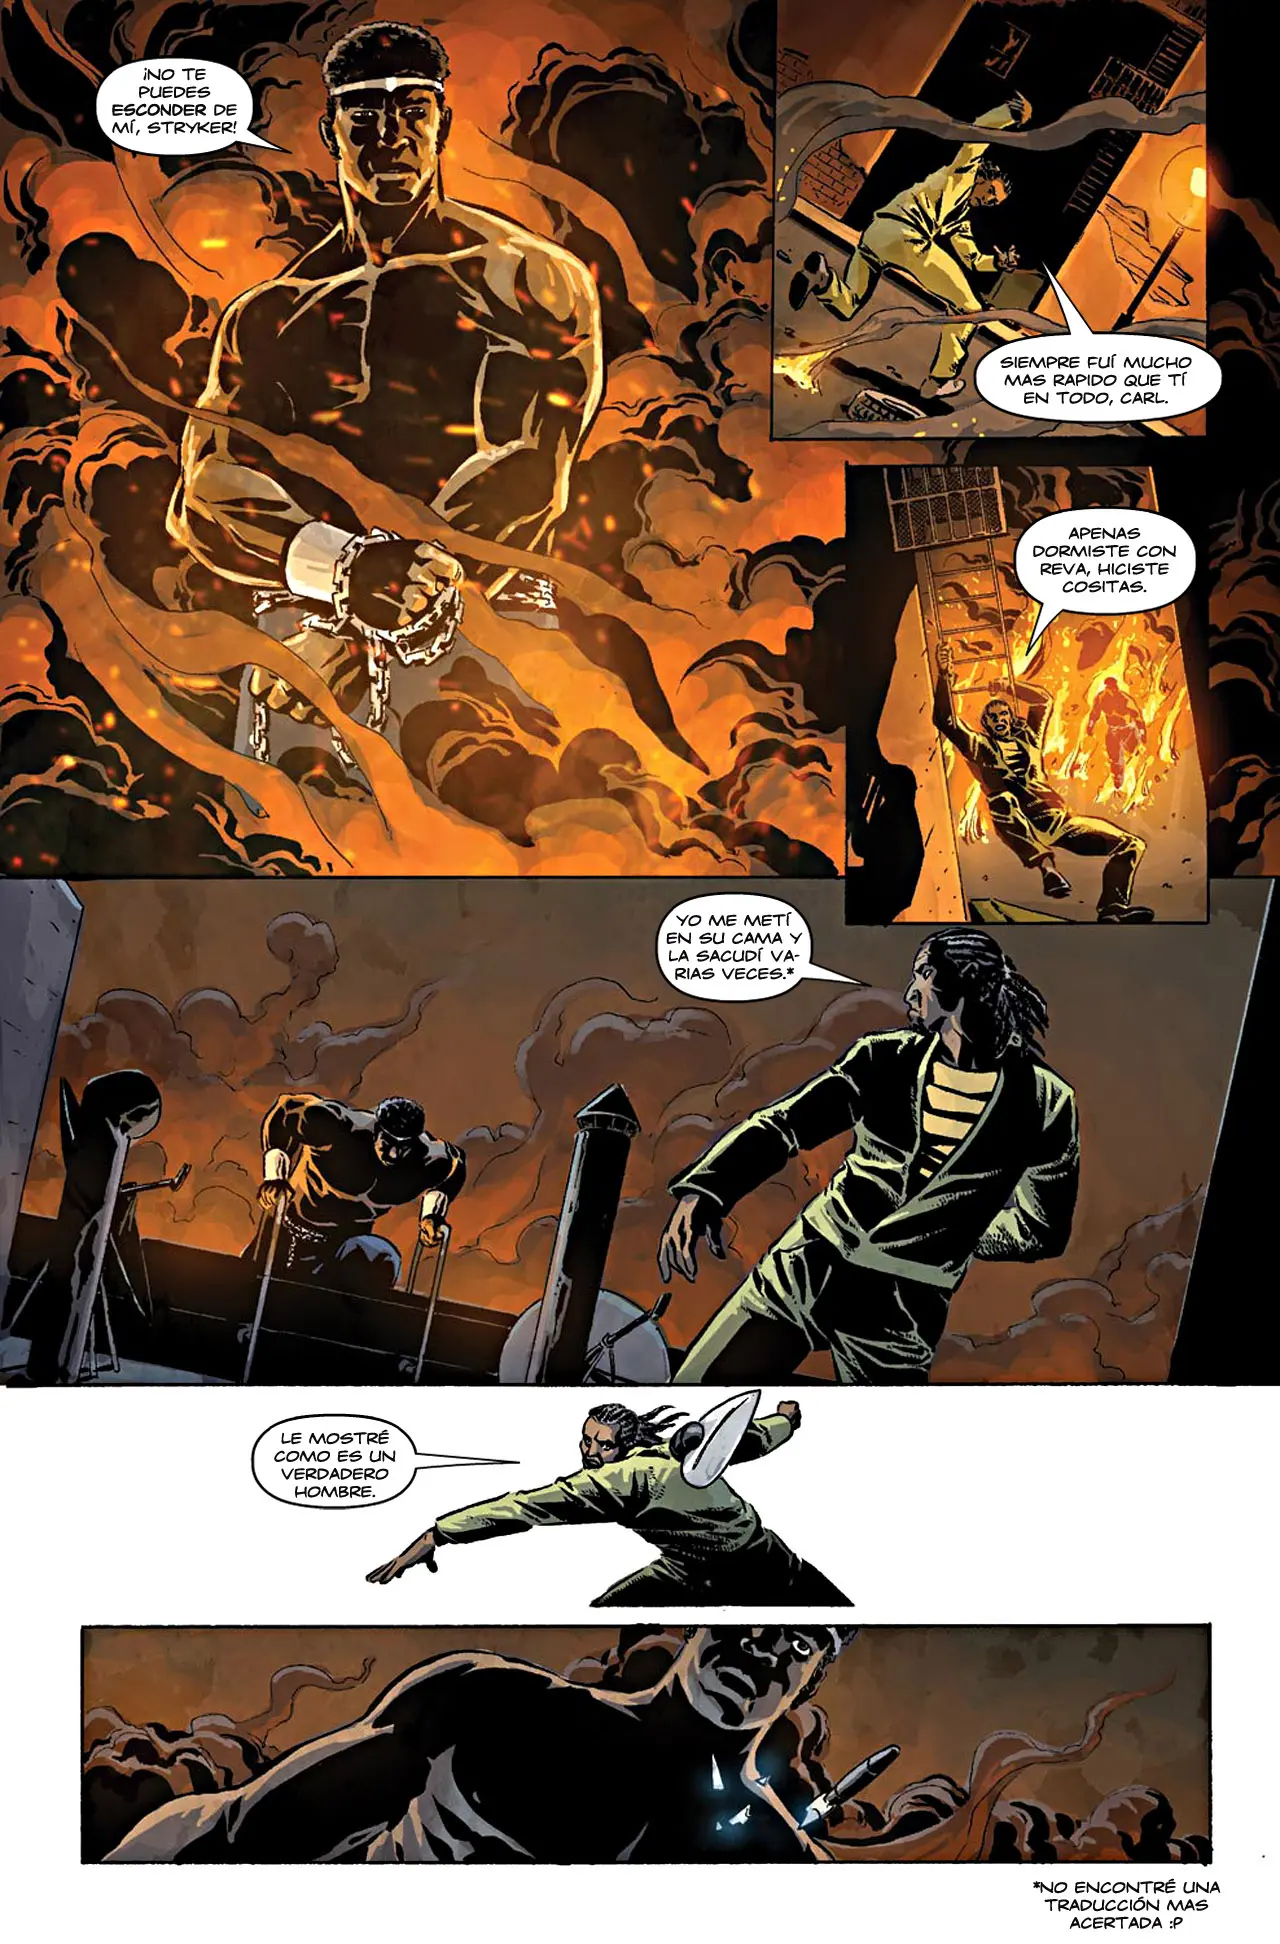 ¡NO TE
PUEDES
ESCONDER DE
MÍ, STRYKER!
SIEMPRE FUÍ MUCHO
MAS RAPIDO QUE TÍ
EN TODO, CARL.
APENAS
DORMISTE CON
REVA, HICISTE
COSITAS.
YO ME METÍ
EN SU CAMA Y
LA SACUDÍ VA-
RIAS VECES.*
LE MOSTRÉ
COMO ES UN
VERDADERO
HOMBRE.
*NO ENCONTRÉ UNA
TRADUCCIÓN MAS
ACERTADA :P